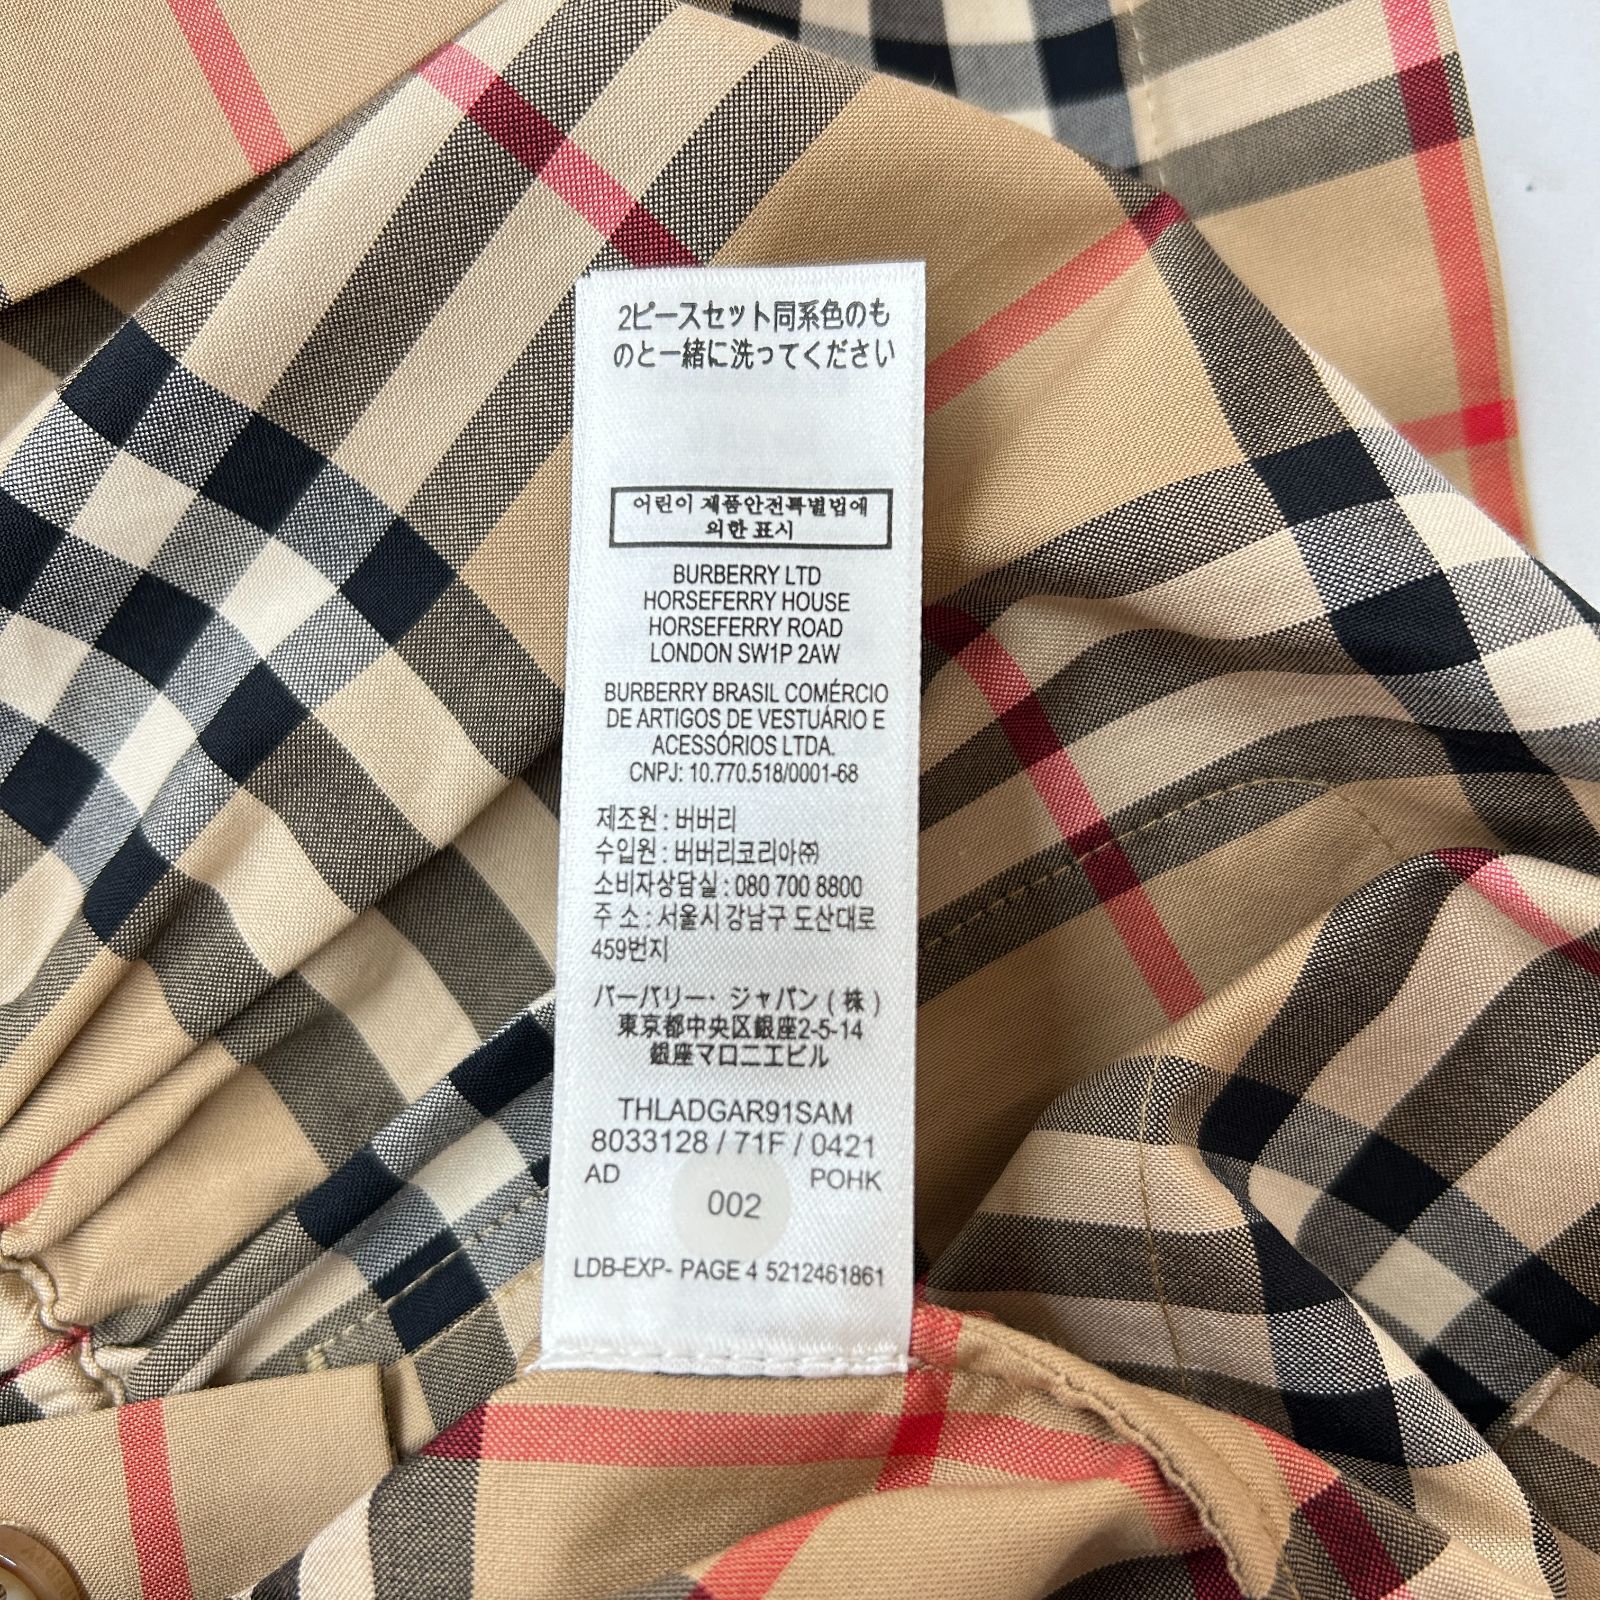 2ピースセット同系色のも
のと一緒に洗ってください
어린이 제품안전특별법에
의한 표시
BURBERRY LTD
HORSEFERRY HOUSE
HORSEFERRY ROAD
LONDON SW1P 2AW
BURBERRY BRASIL COMÉRCIO
DE ARTIGOS DE VESTUÁRIO E
ACESSÓRIOS LTDA.
CNPJ: 10.770.518/0001-68
제조원 : 버버리
수입원 : 버버리코리아㈜
소비자상담실 : 080 700 8800
주 소 : 서울시 강남구 도산대로
459번지
バーバリー・ジャパン ( 株 )
東京都中央区銀座2-5-14
銀座マロニエビル
THLADGAR91SAM
8033128 / 71F / 0421
AD POHK
002
LDB-EXP- PAGE 4 5212461861